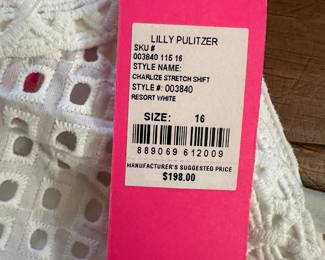 LILLY PULITZER
SKU #
003840 115 16
STYLE NAME:
CHARLIZE STRETCH SHIFT
STYLE #: 003840
RESORT WHITE
SIZE: 16
889069 612009
MANUFACTURER'S SUGGESTED PRICE
$198.00